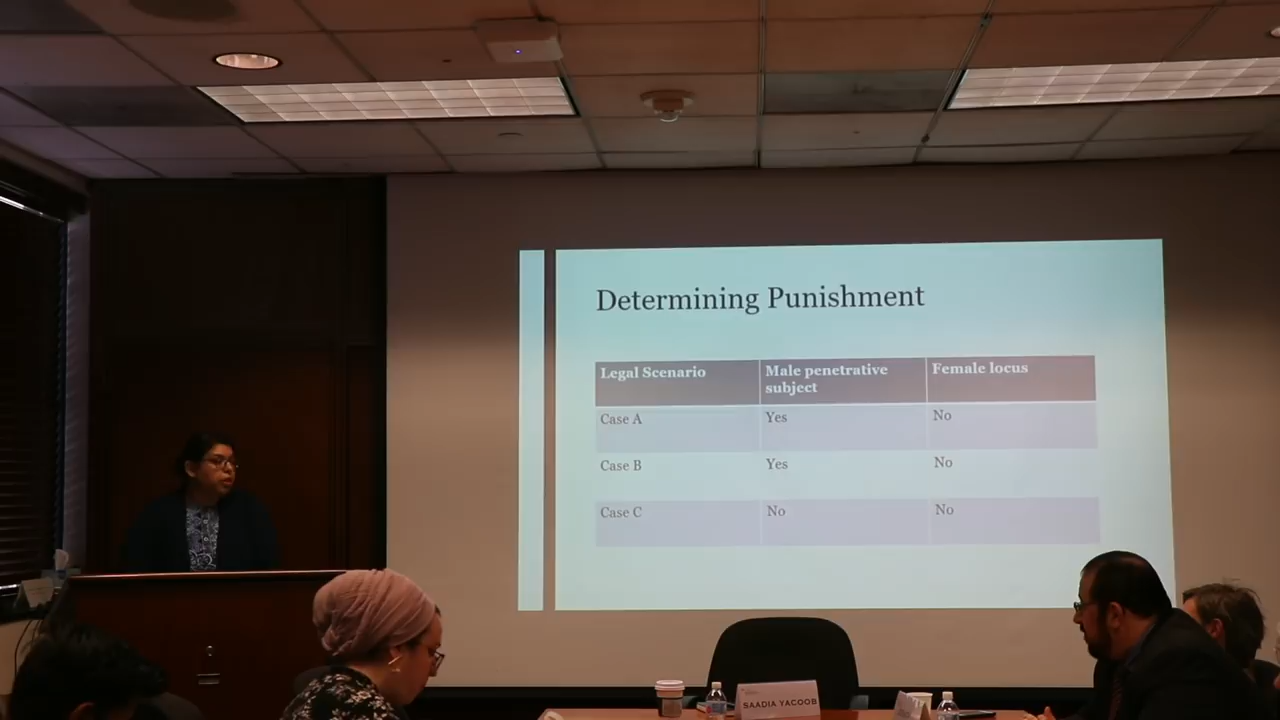 Determining Punishment
Legal Scenario Male penetrative subject Female locus
Case A Yes No
Case B Yes No
Case C No No
SAADIA YACOOB